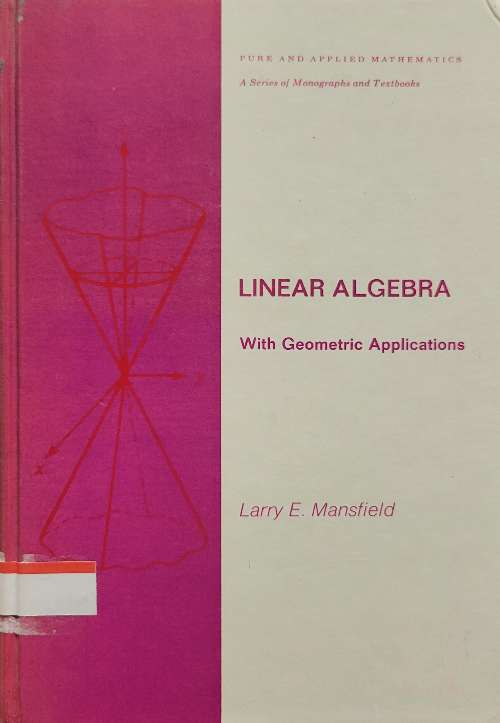 PURE AND APPLIED MATHEMATICS
A Series of Monographs and Textbooks
LINEAR ALGEBRA
With Geometric Applications
Larry E. Mansfield
x